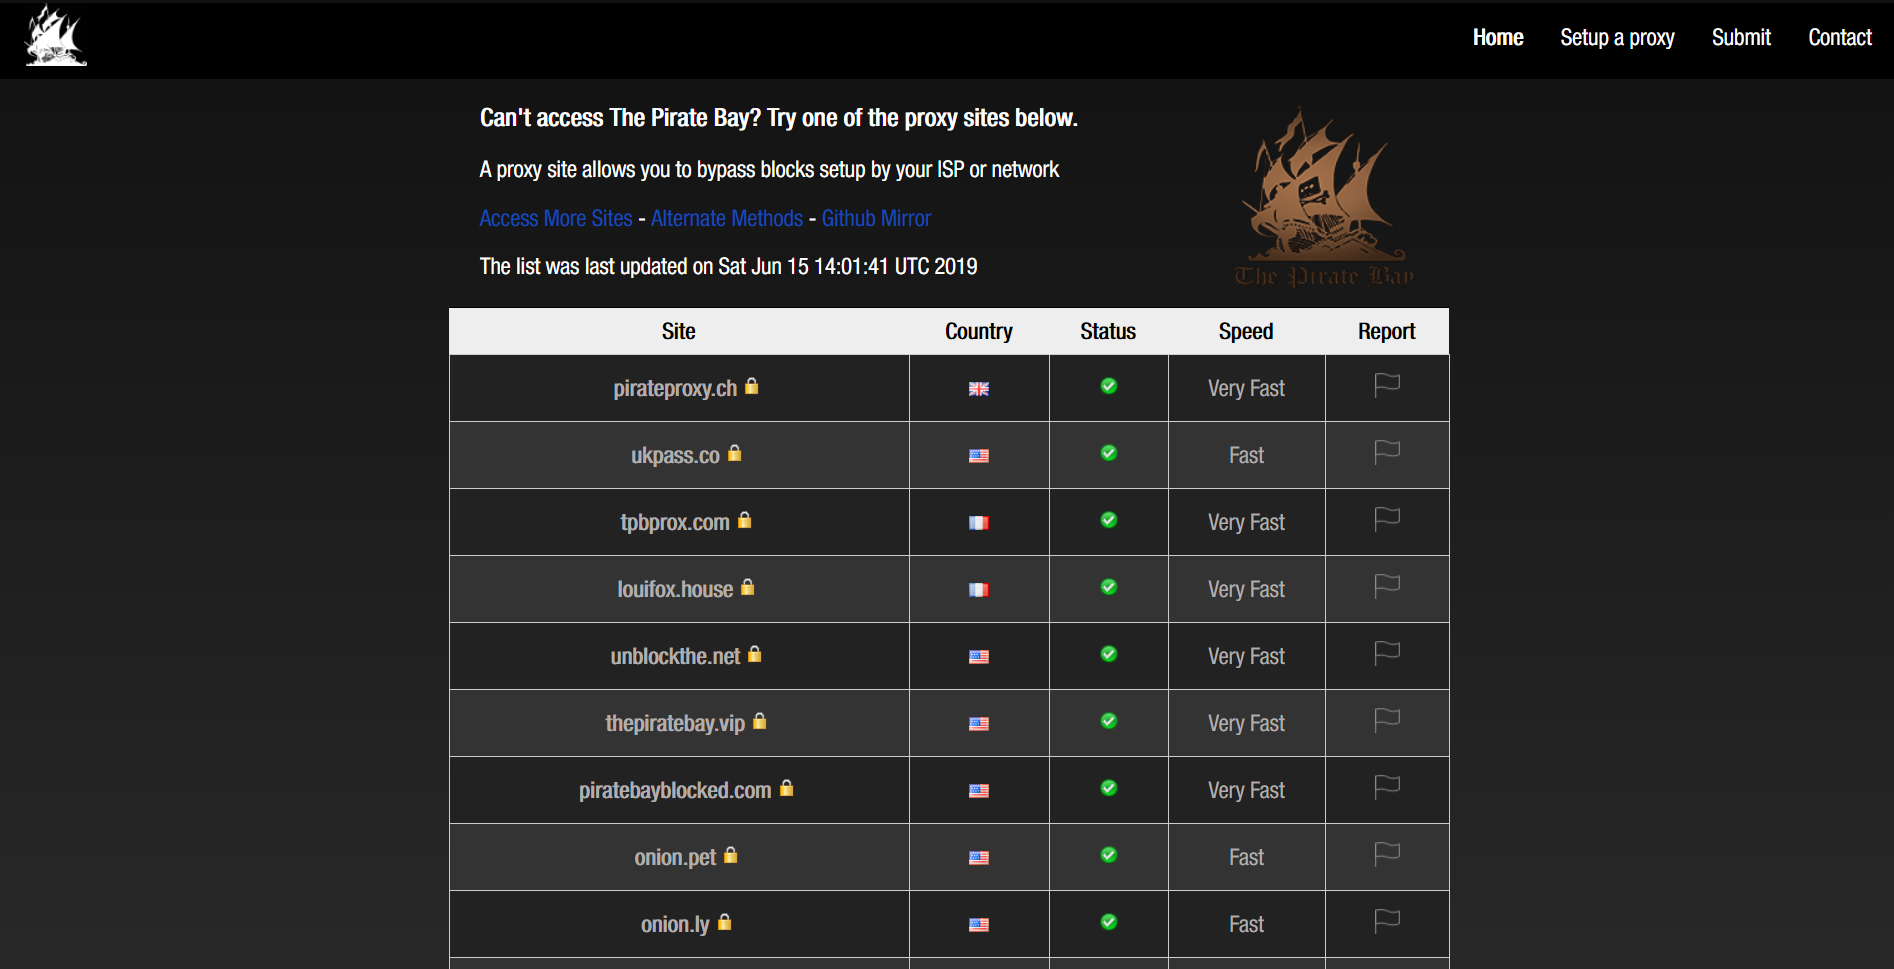 Home Setup a proxy Submit Contact
Can't access The Pirate Bay? Try one of the proxy sites below.
A proxy site allows you to bypass blocks setup by your ISP or network
Access More Sites - Alternate Methods - Github Mirror
The list was last updated on Sat Jun 15 14:01:41 UTC 2019
The Pirate Bay
Site Country Status Speed Report
pirateproxy.ch Very Fast
ukpass.co Fast
tpbprox.com Very Fast
louifox.house Very Fast
unblockthe.net Very Fast
thepiratebay.vip Very Fast
piratebayblocked.com Very Fast
onion.pet Fast
onion.ly Fast